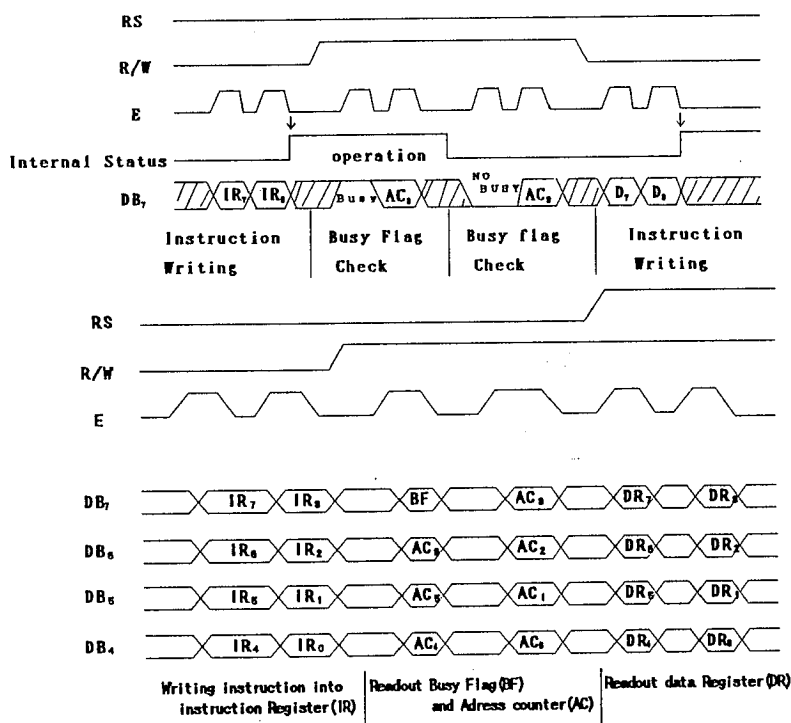 RS
R/W
E
Internal Status operation
DB₇ IR₇ IR₃ Busy AC₃ NO BUSY AC₃ D₇ D₃
Instruction Busy Flag Busy flag Instruction
Writing Check Check Writing
RS
R/W
E
DB₇ IR₇ IR₃ BF AC₃ DR₇ DR₃
DB₆ IR₆ IR₂ AC₆ AC₂ DR₆ DR₂
DB₅ IR₅ IR₁ AC₅ AC₁ DR₅ DR₁
DB₄ IR₄ IR₀ AC₄ AC₀ DR₄ DR₀
Writing instruction into Readout Busy Flag(BF) Readout data Register(DR)
instruction Register(IR) and Adress counter(AC)